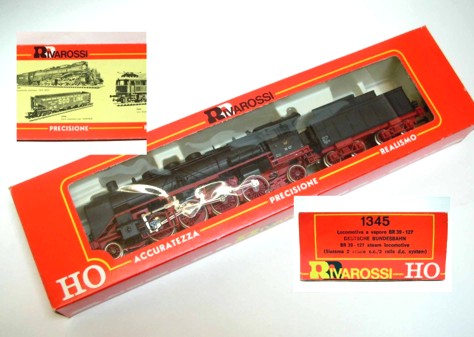 RIVAROSSI
PRECISIONE
RIVAROSSI
HO
ACCURATEZZA
PRECISIONE
REALISMO
1345
Locomotiva a vapore BR 39-127
DEUTSCHE BUNDESBAHN
BR 39-127 steam locomotive
RIVAROSSI HO